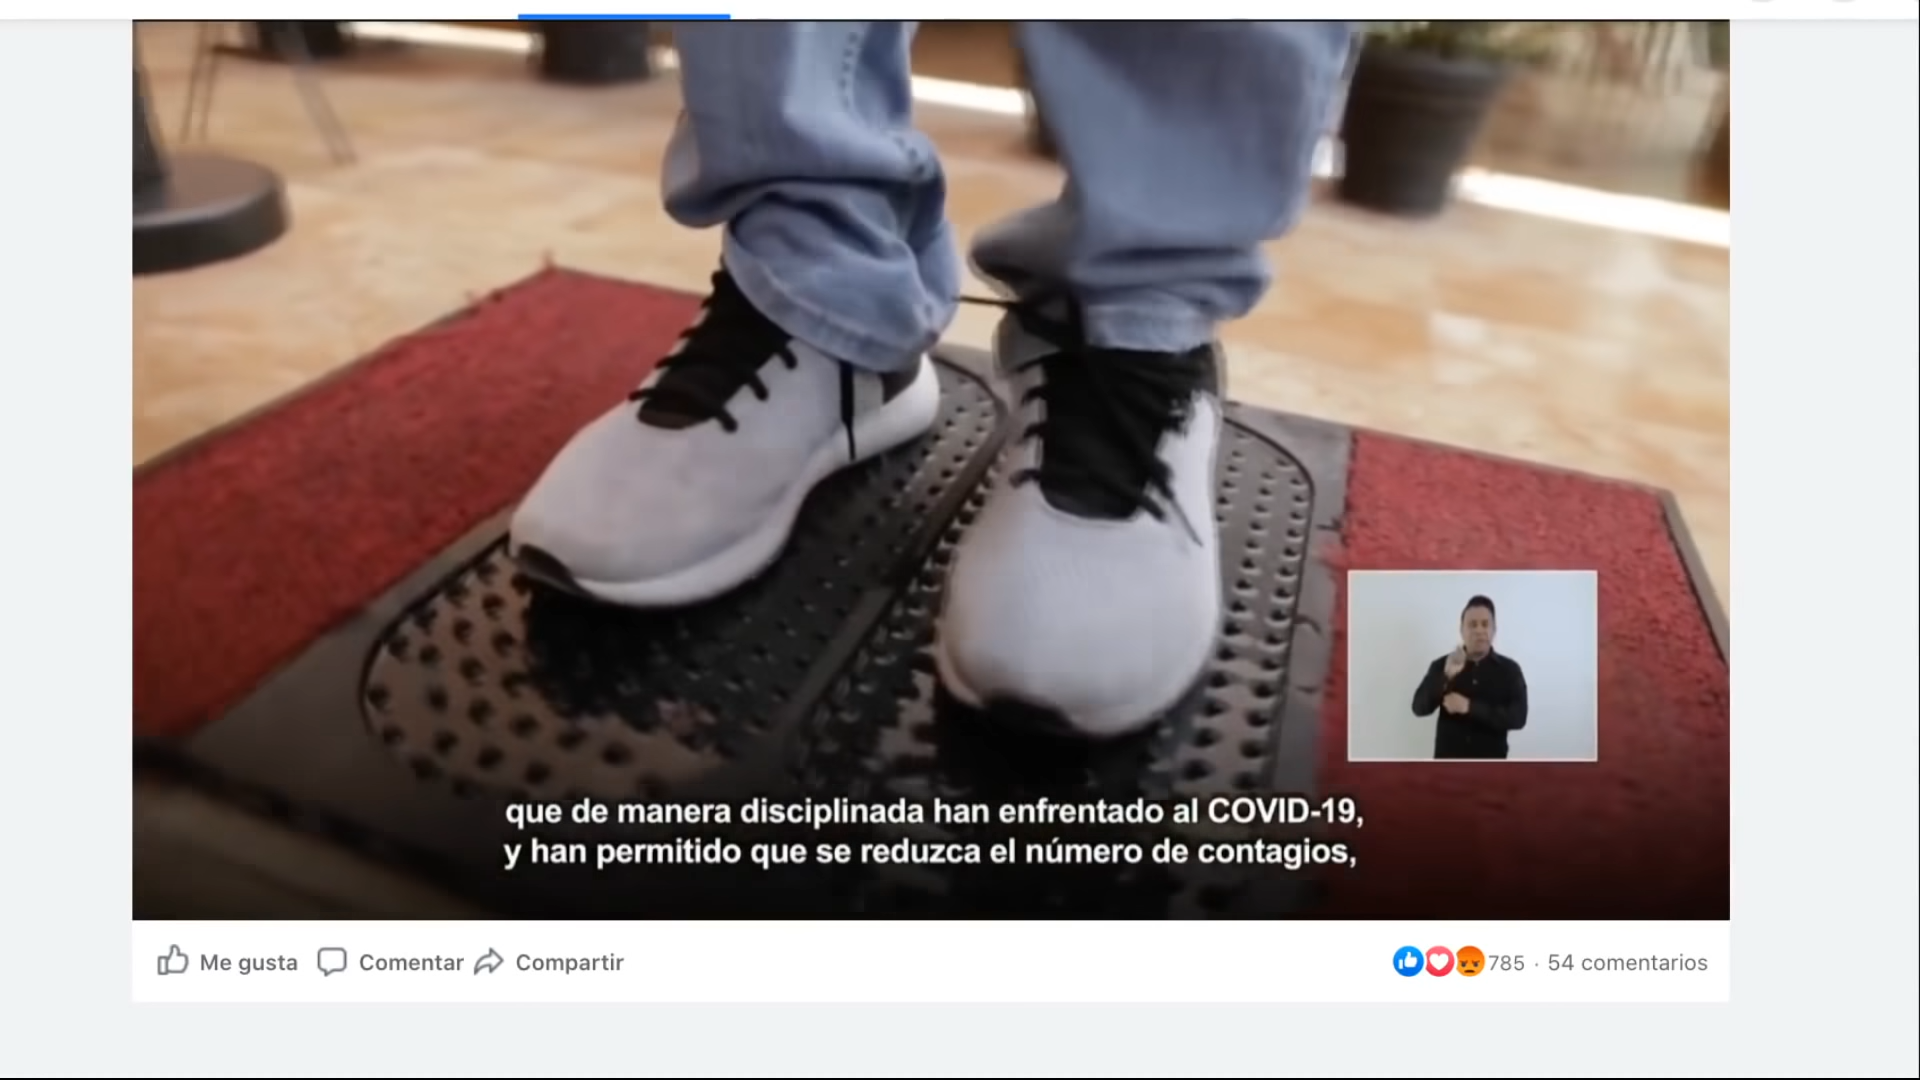 que de manera disciplinada han enfrentado al COVID-19,
y han permitido que se reduzca el número de contagios,
Me gusta Comentar Compartir 785 · 54 comentarios